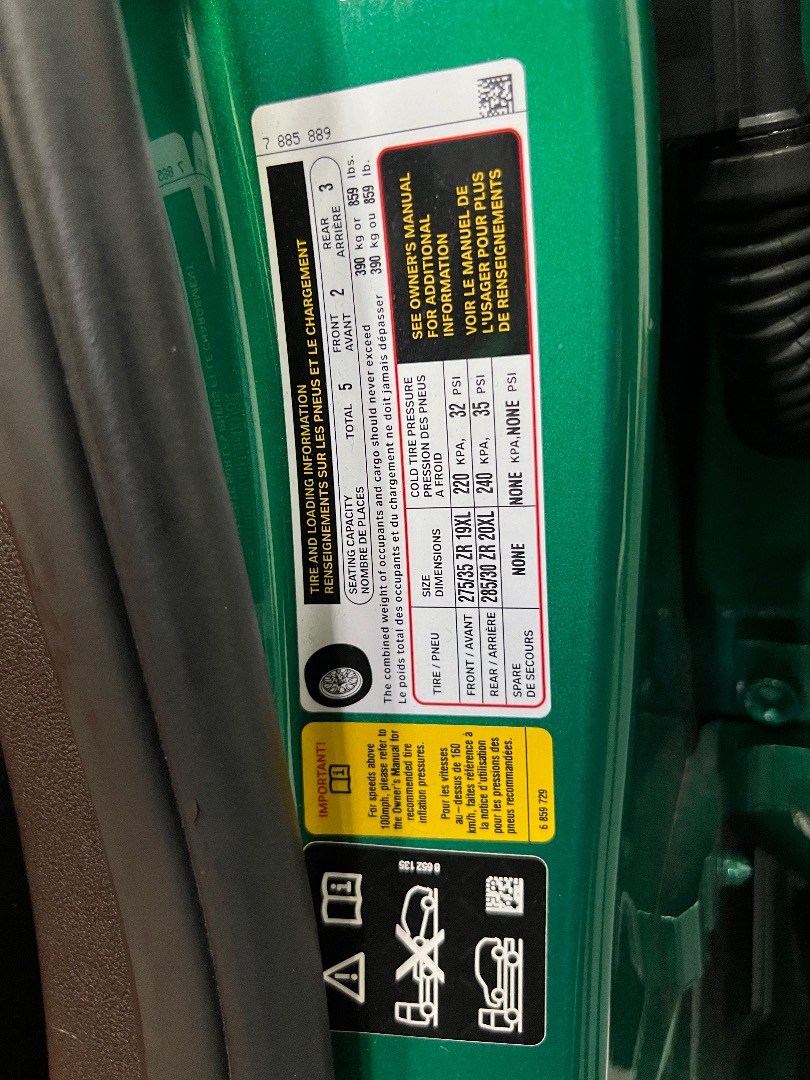 7 885 889
TIRE AND LOADING INFORMATION
RENSEIGNEMENTS SUR LES PNEUS ET LE CHARGEMENT
SEATING CAPACITY
NOMBRE DE PLACES
TOTAL 5
FRONT
AVANT 2
REAR
ARRIÈRE 3
The combined weight of occupants and cargo should never exceed 390 kg or 859 lbs.
Le poids total des occupants et du chargement ne doit jamais dépasser 390 kg ou 859 lb.
TIRE / PNEU
SIZE
DIMENSIONS
COLD TIRE PRESSURE
PRESSION DES PNEUS
A FROID
FRONT / AVANT 275/35 ZR 19XL 220 KPA, 32 PSI
REAR / ARRIÈRE 285/30 ZR 20XL 240 KPA, 35 PSI
SPARE
DE SECOURS
NONE
NONE KPA, NONE PSI
SEE OWNER'S MANUAL
FOR ADDITIONAL
INFORMATION
VOIR LE MANUEL DE
L'USAGER POUR PLUS
DE RENSEIGNEMENTS
IMPORTANT!
For speeds above
100mph, please refer to
the Owner's Manual for
recommended tire
inflation pressures.
Pour les vitesses
au-dessus de 160
km/h, faites référence à
la notice d'utilisation
pour les pressions des
pneus recommandées.
6 859 729
8 652 135